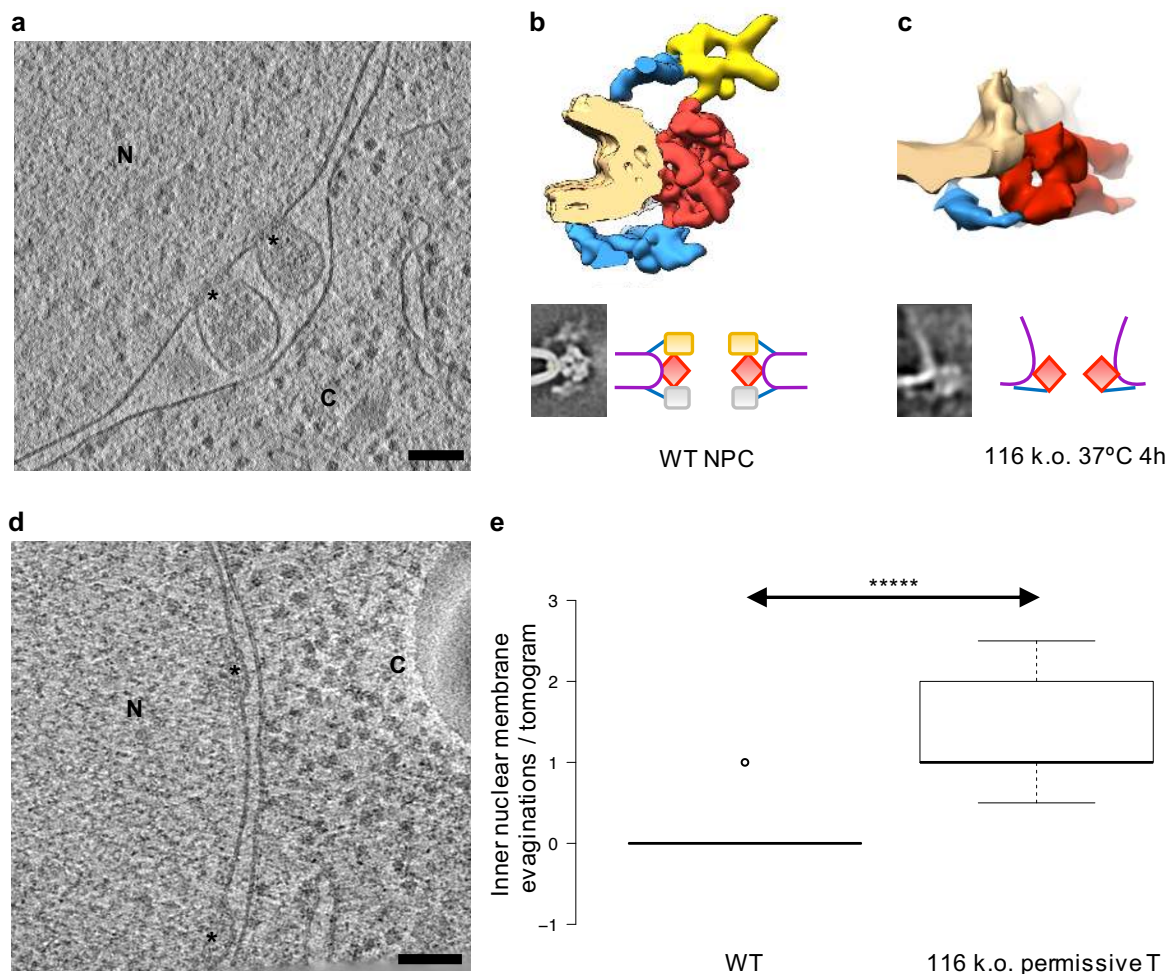 a
N
*
*
C
b
WT NPC
c
116 k.o. 37ºC 4h
d
N
*
C
*
e
*****
Inner nuclear membrane
evaginations / tomogram
3
2
1
0
−1
WT
116 k.o. permissive T